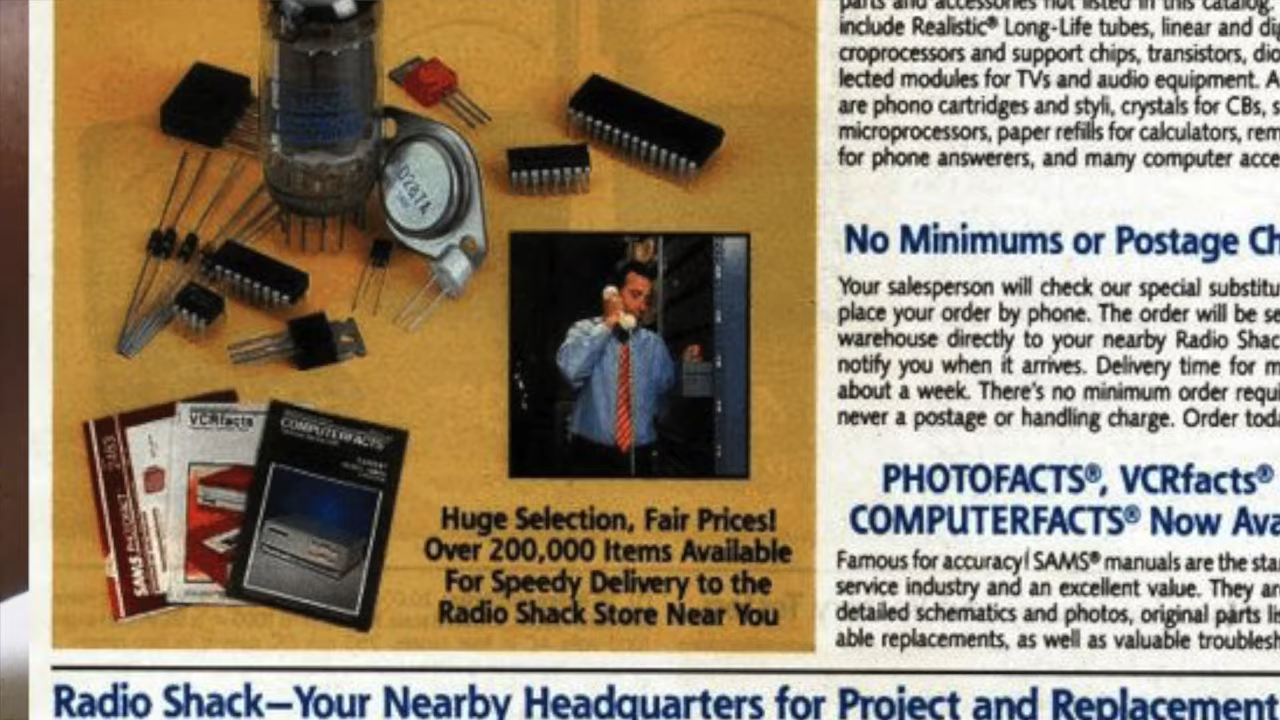 parts and accessories not listed in this catalog.
include Realistic® Long-Life tubes, linear and di
croprocessors and support chips, transistors, dio
lected modules for TVs and audio equipment. A
are phono cartridges and styli, crystals for CBs, s
microprocessors, paper refills for calculators, rem
for phone answerers, and many computer acce
No Minimums or Postage Ch
Your salesperson will check our special substitu
place your order by phone. The order will be se
warehouse directly to your nearby Radio Shac
notify you when it arrives. Delivery time for m
about a week. There's no minimum order requ
never a postage or handling charge. Order tod
PHOTOFACTS®, VCRfacts®
COMPUTERFACTS® Now Ava
Famous for accuracy! SAMS® manuals are the sta
service industry and an excellent value. They ar
detailed schematics and photos, original parts li
able replacements, as well as valuable troublesh
VCRfacts
COMPUTERFACTS
Huge Selection, Fair Prices!
Over 200,000 Items Available
For Speedy Delivery to the
Radio Shack Store Near You
Radio Shack—Your Nearby Headquarters for Project and Replacement